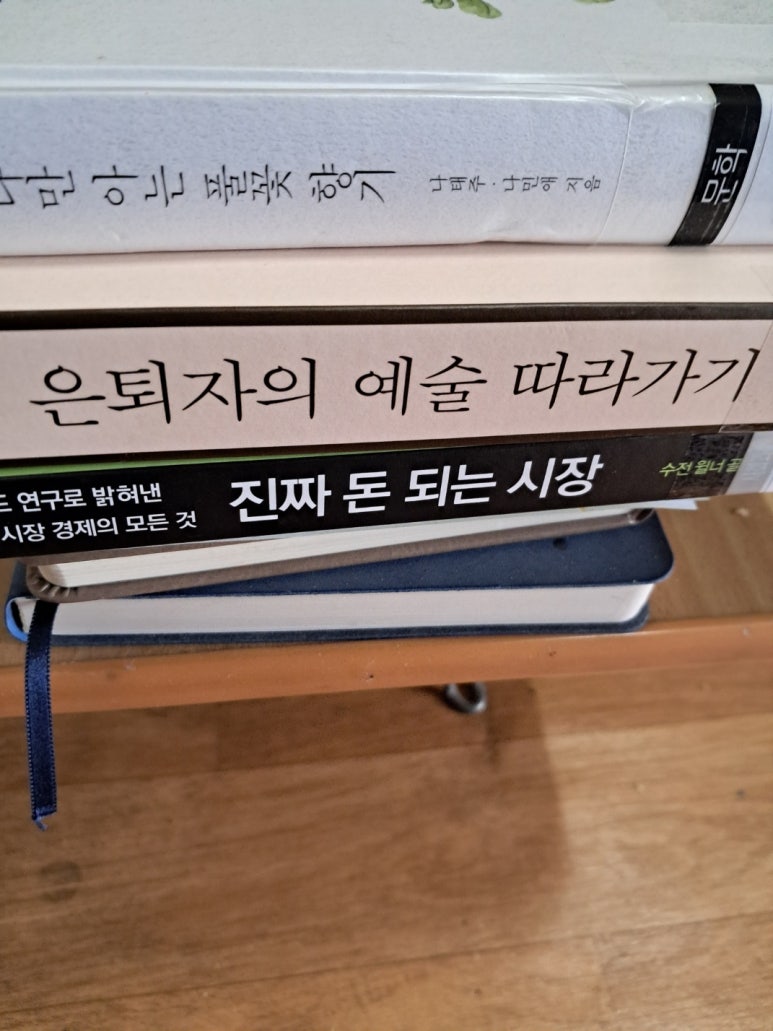 만 아는 풀꽃 향기 나태주·나민애 지음 문학
은퇴자의 예술 따라가기
연구로 밝혀낸
시장 경제의 모든 것
진짜 돈 되는 시장
수전 윌너